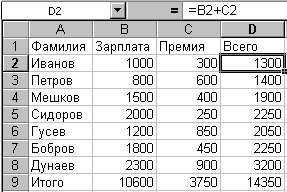 D2 = =B2+C2
A B C D
1 Фамилия Зарплата Премия Всего
2 Иванов 1000 300 1300
3 Петров 800 600 1400
4 Мешков 1500 400 1900
5 Сидоров 2000 250 2250
6 Гусев 1200 850 2050
7 Бобров 1800 450 2250
8 Дунаев 2300 900 3200
9 Итого 10600 3750 14350